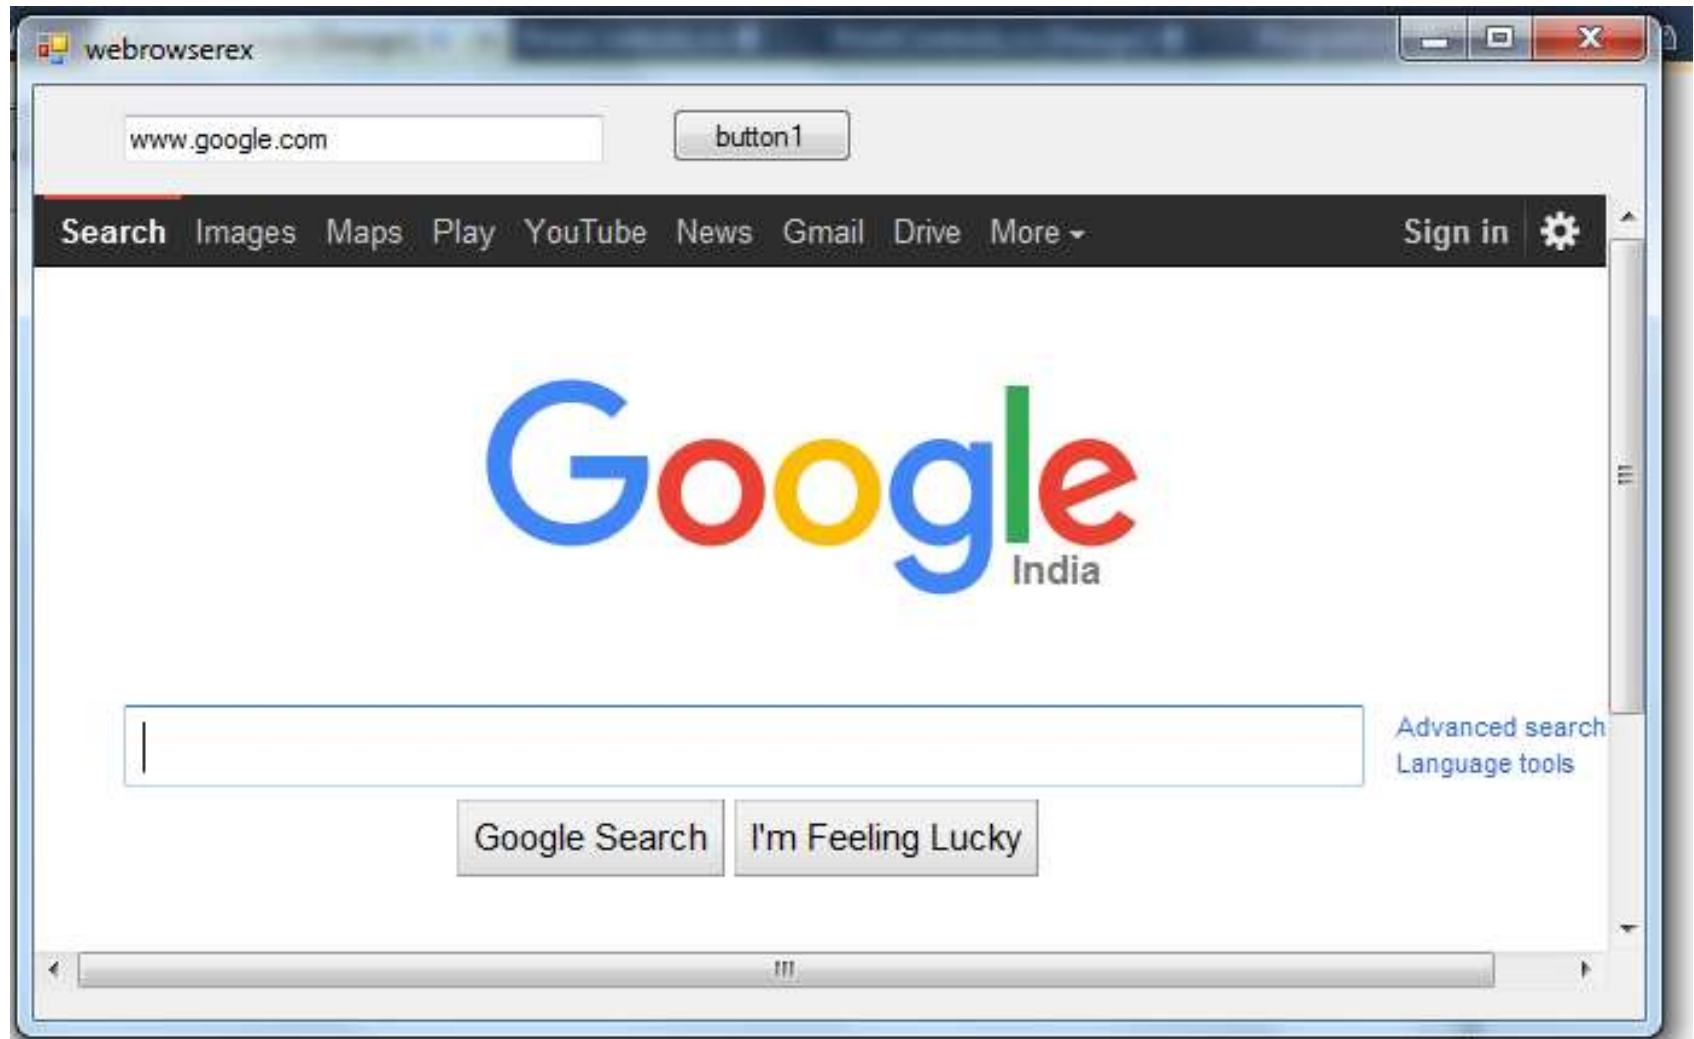 webrowserex
www.google.com button1
Search Images Maps Play YouTube News Gmail Drive More Sign in
Google
India
Advanced search
Language tools
Google Search I'm Feeling Lucky